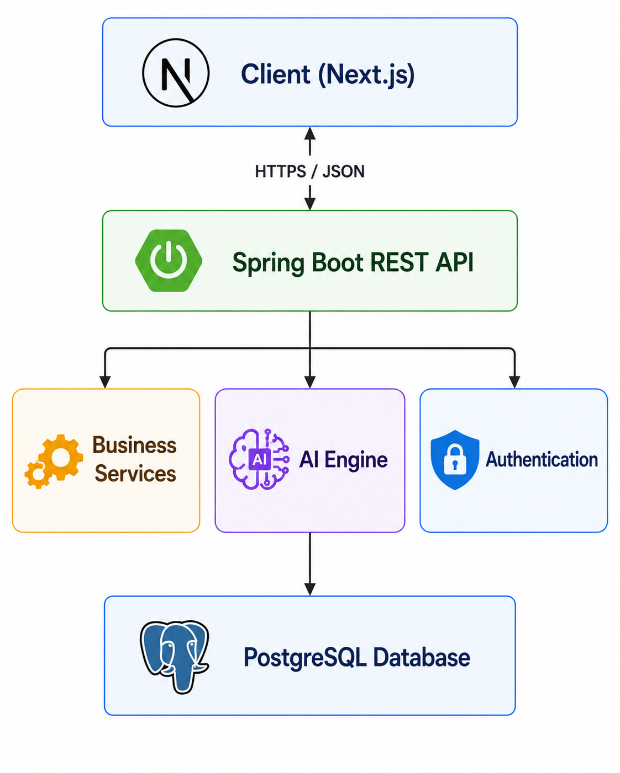 Client (Next.js)
HTTPS / JSON
Spring Boot REST API
Business
Services
AI
AI Engine
Authentication
PostgreSQL Database